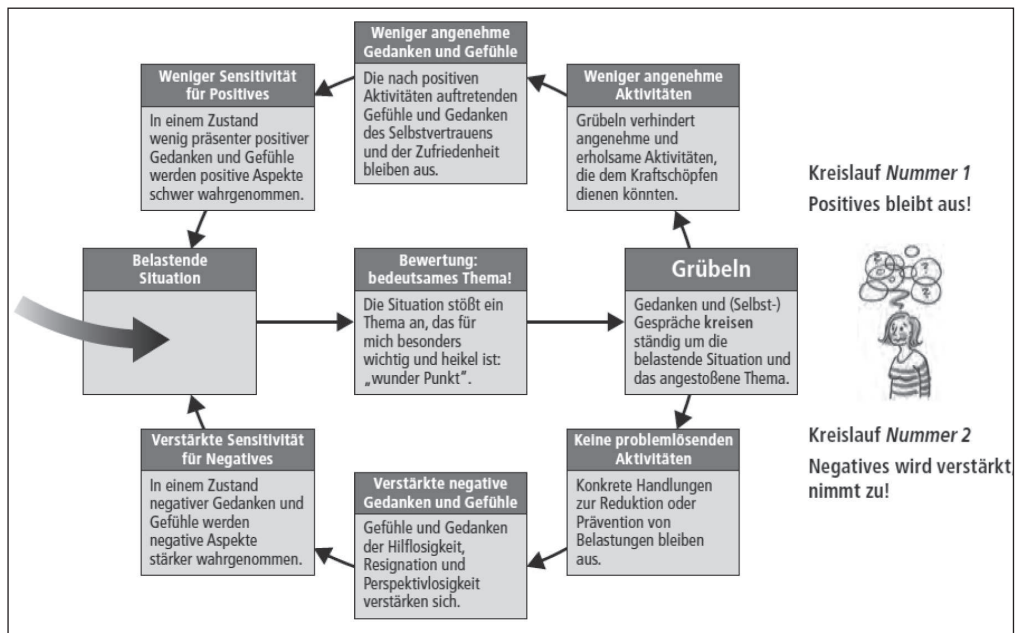 Weniger angenehme
Gedanken und Gefühle
Die nach positiven
Aktivitäten auftretenden
Gefühle und Gedanken
des Selbstvertrauens
und der Zufriedenheit
bleiben aus.
Weniger Sensitivität
für Positives
In einem Zustand
wenig präsenter positiver
Gedanken und Gefühle
werden positive Aspekte
schwer wahrgenommen.
Weniger angenehme
Aktivitäten
Grübeln verhindert
angenehme und
erholsame Aktivitäten,
die dem Kraftschöpfen
dienen könnten.
Kreislauf Nummer 1
Positives bleibt aus!
Belastende
Situation
Bewertung:
bedeutsames Thema!
Die Situation stößt ein
Thema an, das für
mich besonders
wichtig und heikel ist:
„wunder Punkt“.
Grübeln
Gedanken und (Selbst-)
Gespräche kreisen
ständig um die
belastende Situation und
das angestoßene Thema.
? ? ? ?
Verstärkte Sensitivität
für Negatives
In einem Zustand
negativer Gedanken und
Gefühle werden
negative Aspekte
stärker wahrgenommen.
Verstärkte negative
Gedanken und Gefühle
Gefühle und Gedanken
der Hilflosigkeit,
Resignation und
Perspektivlosigkeit
verstärken sich.
Keine problemlösenden
Aktivitäten
Konkrete Handlungen
zur Reduktion oder
Prävention von
Belastungen bleiben
aus.
Kreislauf Nummer 2
Negatives wird verstärkt,
nimmt zu!